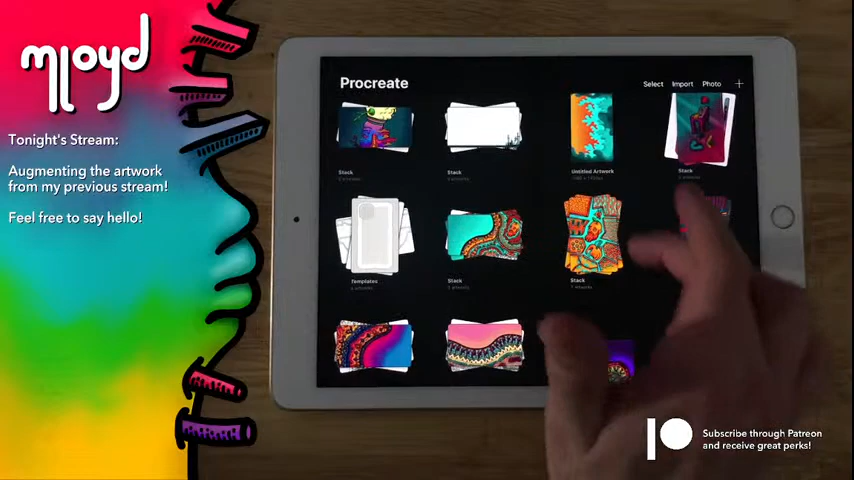 mloyd
Tonight's Stream:
Augmenting the artwork
from my previous stream!
Feel free to say hello!
Procreate
Select Import Photo
Stack
Stack
Untitled Artwork
Stack
Templates
Stack
Stack
Subscribe through Patreon
and receive great perks!